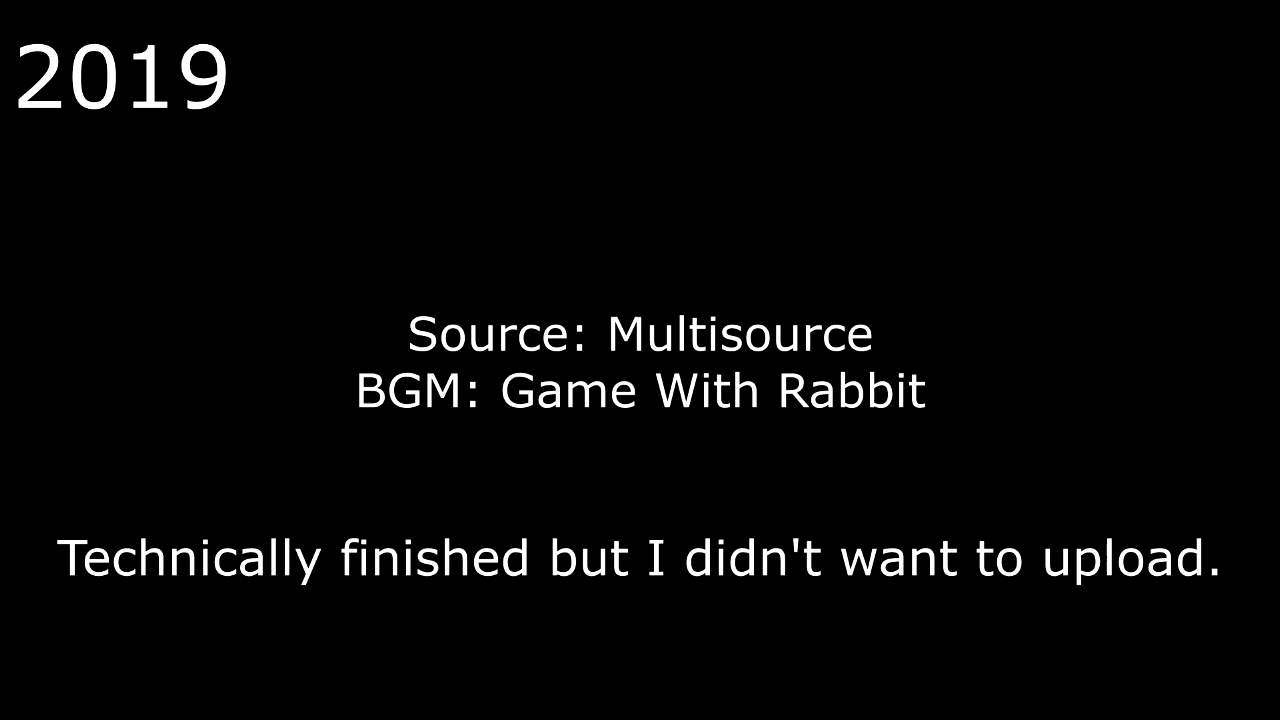 2019
Source: Multisource
BGM: Game With Rabbit
Technically finished but I didn't want to upload.